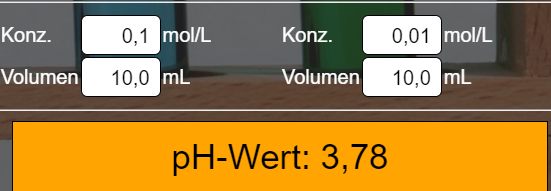 Konz. 0,1 mol/L Konz. 0,01 mol/L
Volumen 10,0 mL Volumen 10,0 mL
pH-Wert: 3,78